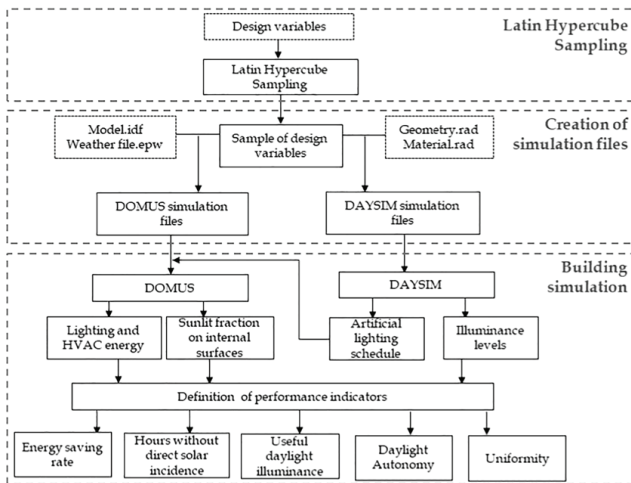 Design variables
Latin Hypercube
Sampling
Latin Hypercube
Sampling
Model.idf
Weather file.epw
Sample of design
variables
Geometry.rad
Material.rad
Creation of
simulation files
DOMUS simulation
files
DAYSIM simulation
files
Building
simulation
DOMUS
DAYSIM
Lighting and
HVAC energy
Sunlit fraction
on internal
surfaces
Artificial
lighting
schedule
Illuminance
levels
Definition of performance indicators
Energy saving
rate
Hours without
direct solar
incidence
Useful
daylight
illuminance
Daylight
Autonomy
Uniformity